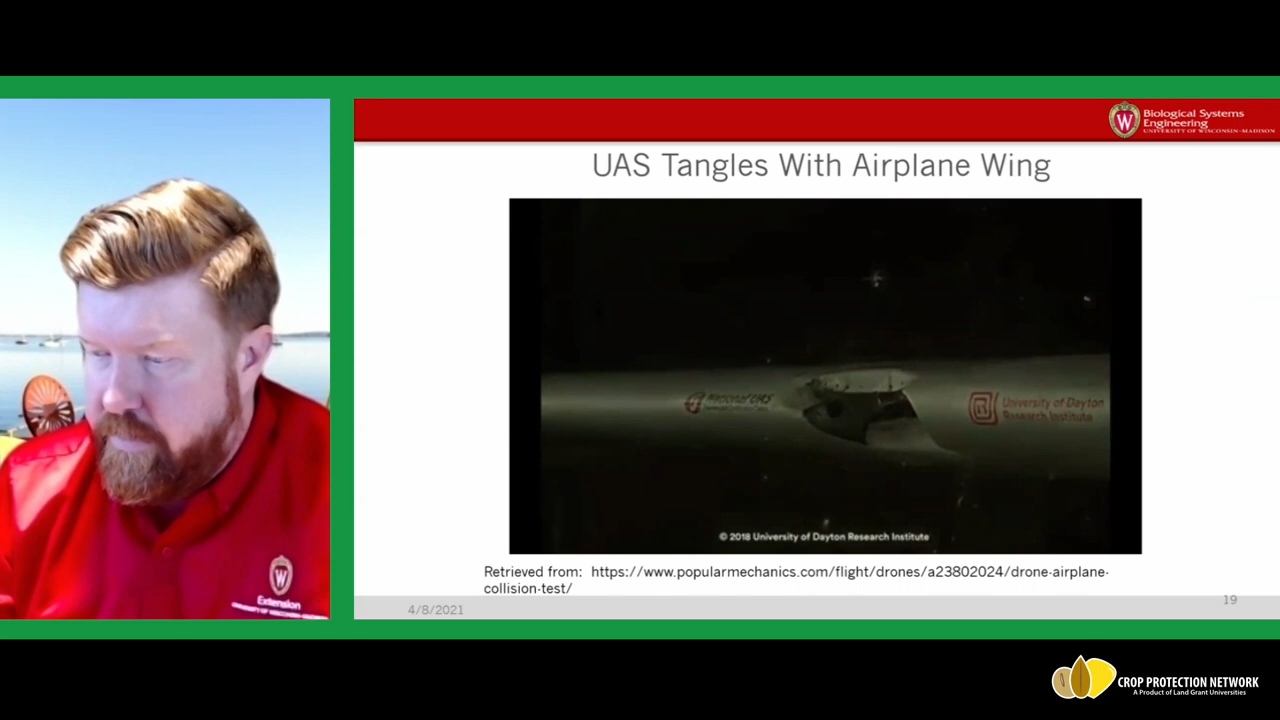 Biological Systems
Engineering
UNIVERSITY OF WISCONSIN-MADISON
UAS Tangles With Airplane Wing
University of Dayton
Research Institute
© 2018 University of Dayton Research Institute
Retrieved from: https://www.popularmechanics.com/flight/drones/a23802024/drone-airplane-
collision-test/
4/8/2021
19
W
Extension
CROP PROTECTION NETWORK
A Product of Land Grant Universities